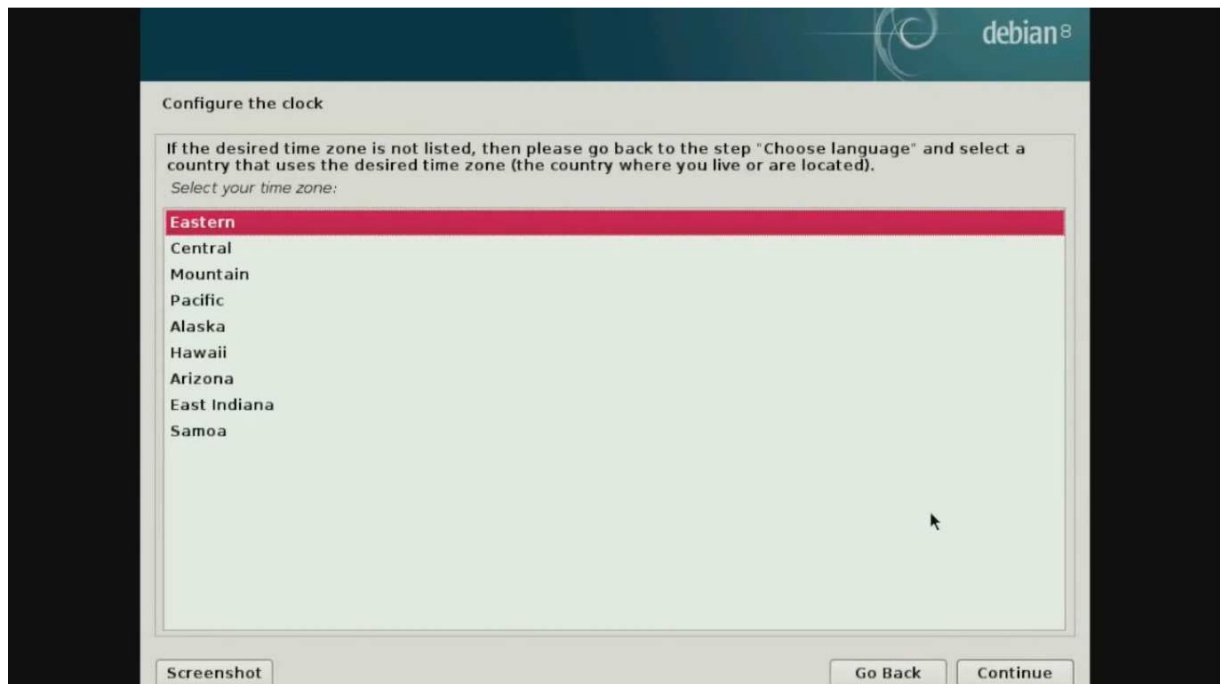 debian 8
Configure the clock
If the desired time zone is not listed, then please go back to the step "Choose language" and select a
country that uses the desired time zone (the country where you live or are located).
Select your time zone:
Eastern
Central
Mountain
Pacific
Alaska
Hawaii
Arizona
East Indiana
Samoa
Screenshot
Go Back
Continue